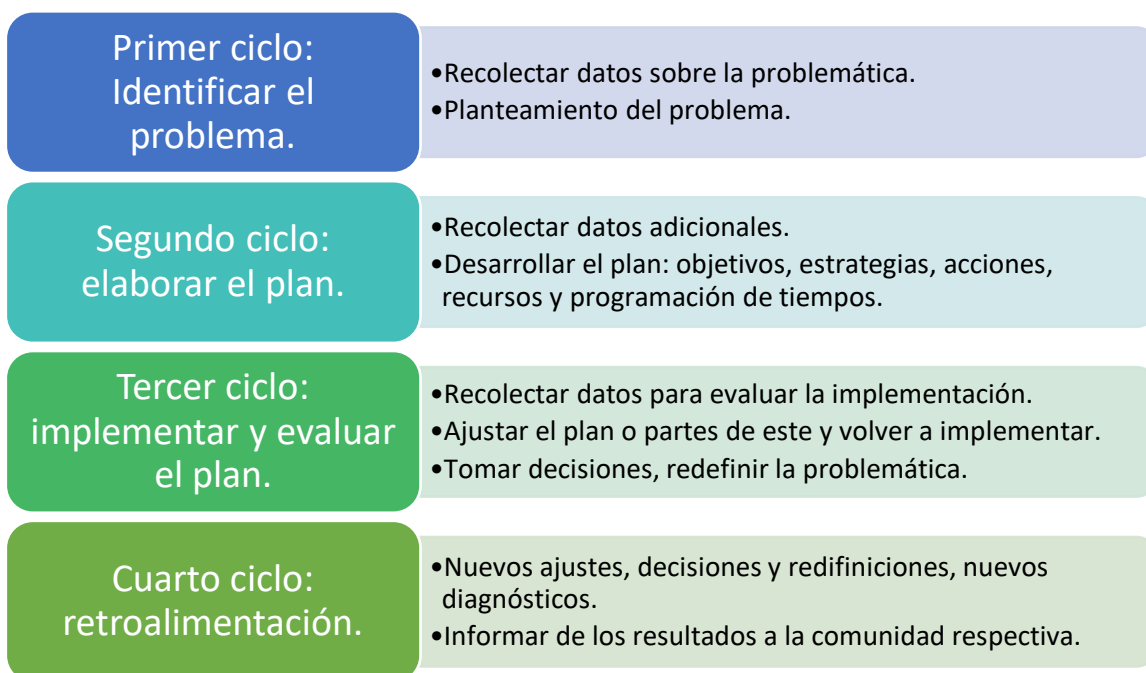 Primer ciclo:
Identificar el
problema.
•Recolectar datos sobre la problemática.
•Planteamiento del problema.
Segundo ciclo:
elaborar el plan.
•Recolectar datos adicionales.
•Desarrollar el plan: objetivos, estrategias, acciones,
recursos y programación de tiempos.
Tercer ciclo:
implementar y evaluar
el plan.
•Recolectar datos para evaluar la implementación.
•Ajustar el plan o partes de este y volver a implementar.
•Tomar decisiones, redefinir la problemática.
Cuarto ciclo:
retroalimentación.
•Nuevos ajustes, decisiones y redifiniciones, nuevos
diagnósticos.
•Informar de los resultados a la comunidad respectiva.